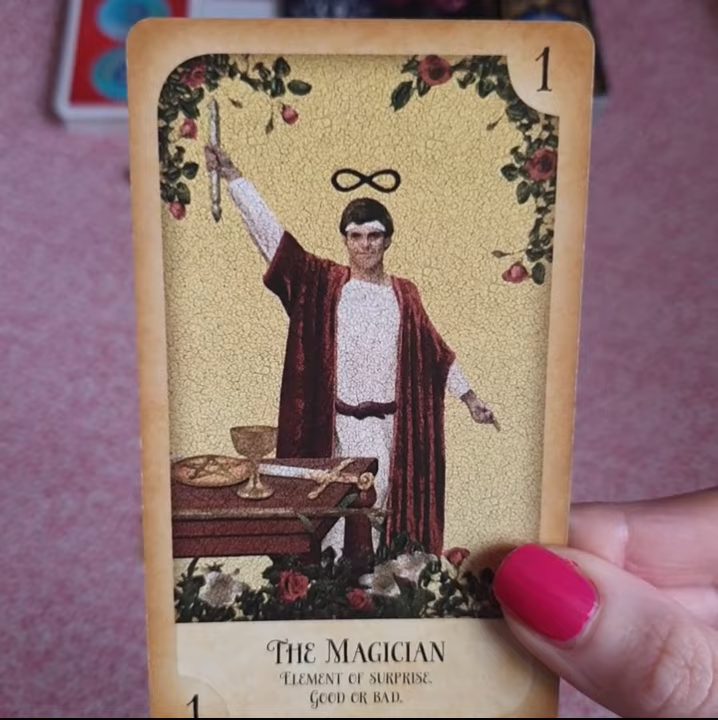 1
The Magician
Element of surprise.
Good or bad.
1